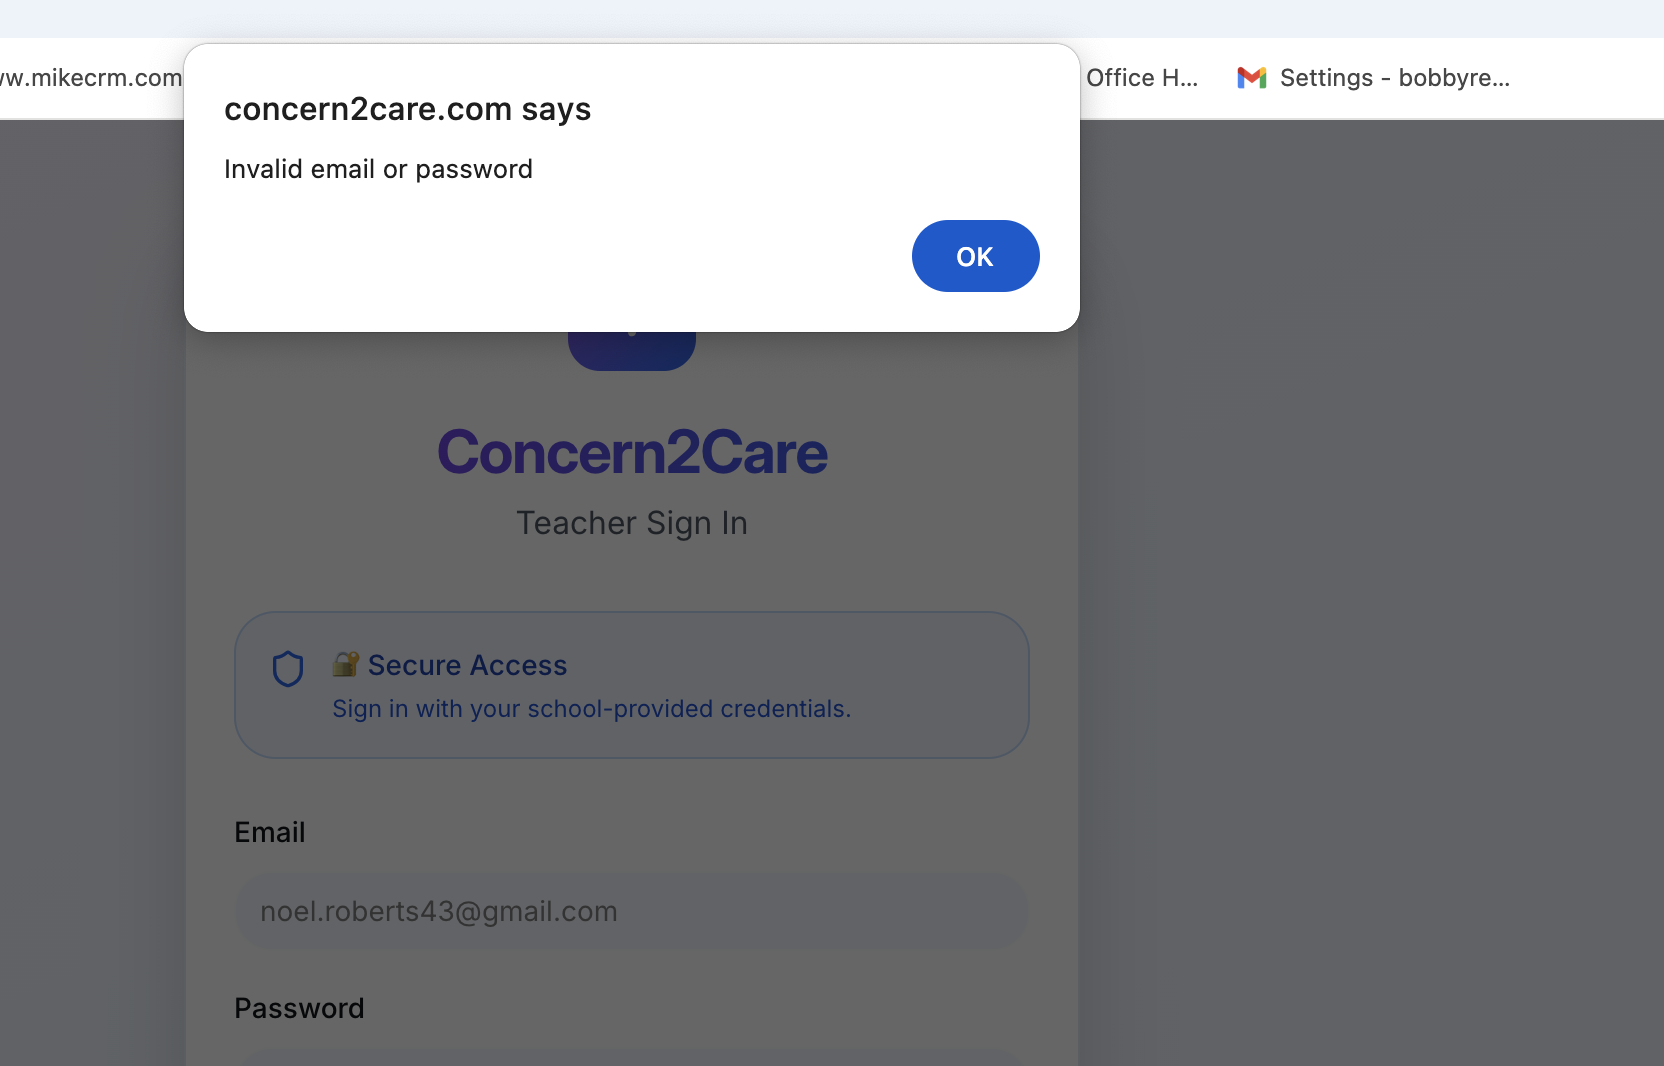 ww.mikecrm.com
Office H...
Settings - bobbyre...
concern2care.com says
Invalid email or password
OK
Concern2Care
Teacher Sign In
🔐 Secure Access
Sign in with your school-provided credentials.
Email
noel.roberts43@gmail.com
Password